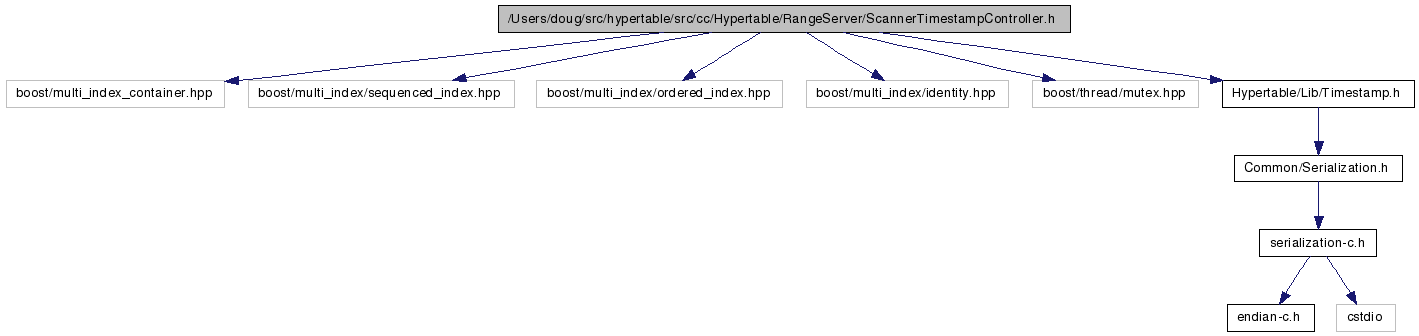 /Users/doug/src/hypertable/src/cc/Hypertable/RangeServer/ScannerTimestampController.h
boost/multi_index_container.hpp
boost/multi_index/sequenced_index.hpp
boost/multi_index/ordered_index.hpp
boost/multi_index/identity.hpp
boost/thread/mutex.hpp
Hypertable/Lib/Timestamp.h
Common/Serialization.h
serialization-c.h
endian-c.h
cstdio